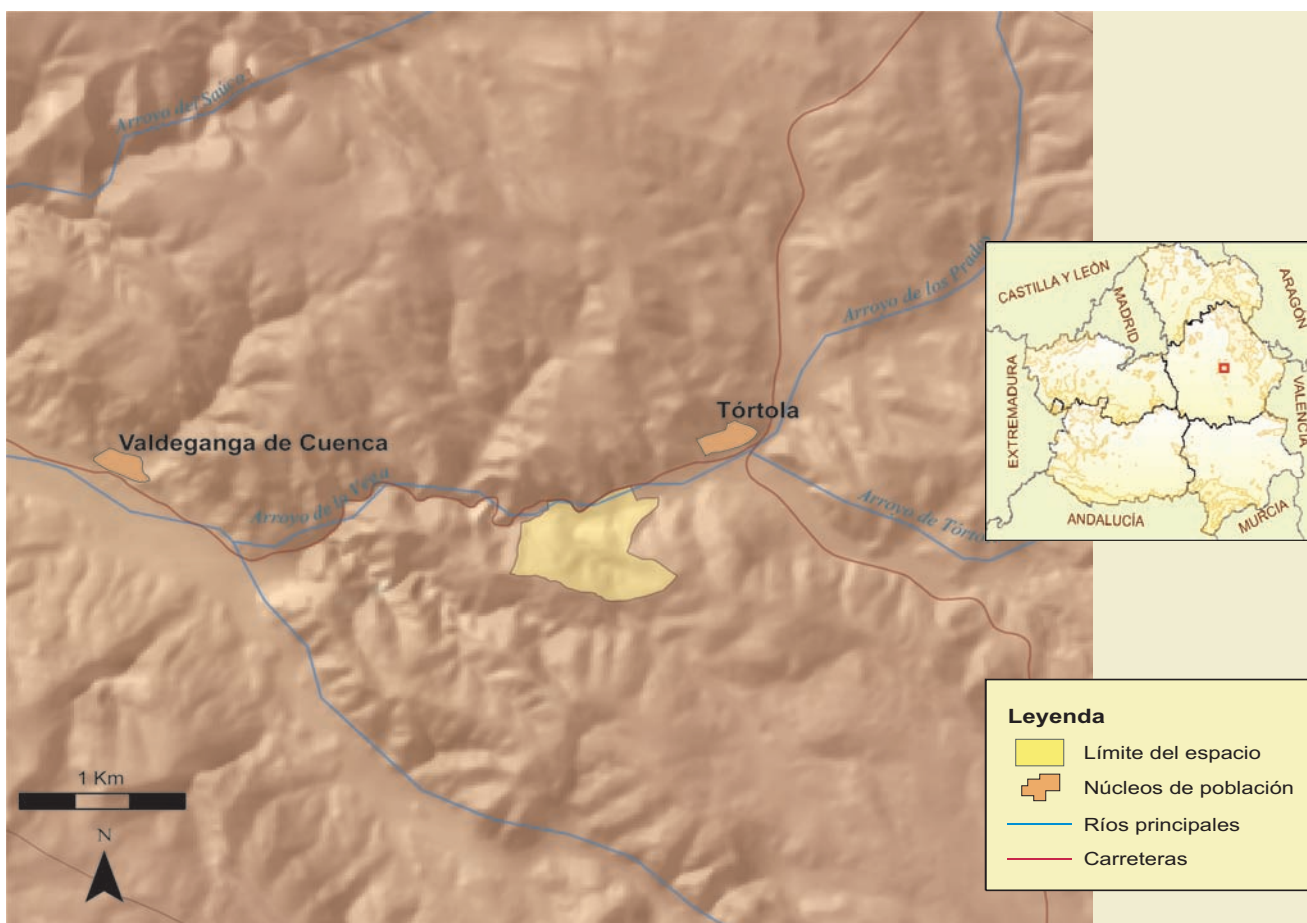 Arroyo del Saúco
Arroyo de los Prados
Tórtola
Valdeganga de Cuenca
Arroyo de la Vega
Arroyo de
1 Km
N
CASTILLA Y LEÓN
MADRID
ARAGÓN
EXTREMADURA
VALENCIA
ANDALUCÍA
MURCIA
Leyenda
Límite del espacio
Núcleos de población
Ríos principales
Carreteras